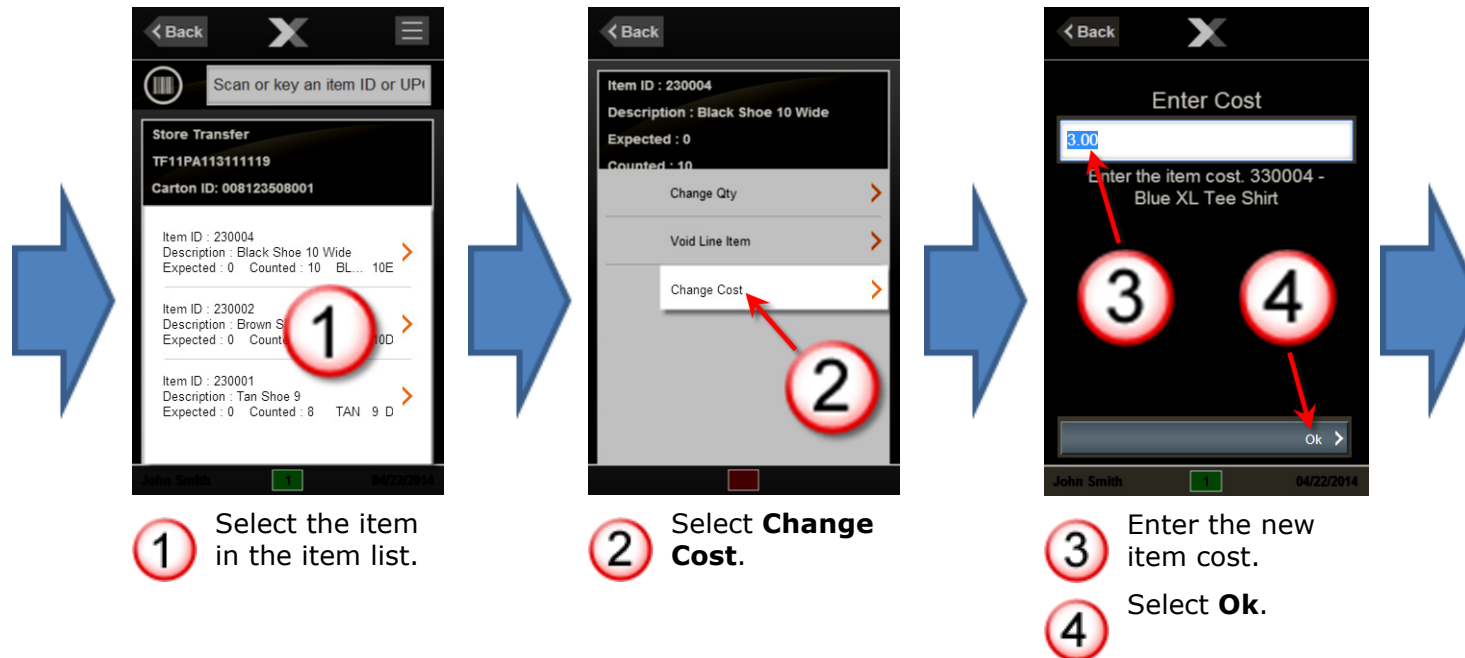 Back
Scan or key an item ID or UP
Store Transfer
TF11PA113111119
Carton ID: 008123508001
Item ID : 230004
Description : Black Shoe 10 Wide
Expected : 0 Counted : 10 BL... 10E
Item ID : 230002
Description : Brown S
Expected : 0 Counte 10D
1
Item ID : 230001
Description : Tan Shoe 9
Expected : 0 Counted : 8 TAN 9 D
John Smith 1 04/22/2014
1 Select the item
in the item list.
Back
Item ID : 230004
Description : Black Shoe 10 Wide
Expected : 0
Counted : 10
Change Qty
Void Line Item
Change Cost
2
2 Select Change
Cost.
Back
Enter Cost
3.00
Enter the item cost. 330004 -
Blue XL Tee Shirt
3 4
Ok
John Smith 1 04/22/2014
3 Enter the new
item cost.
4 Select Ok.